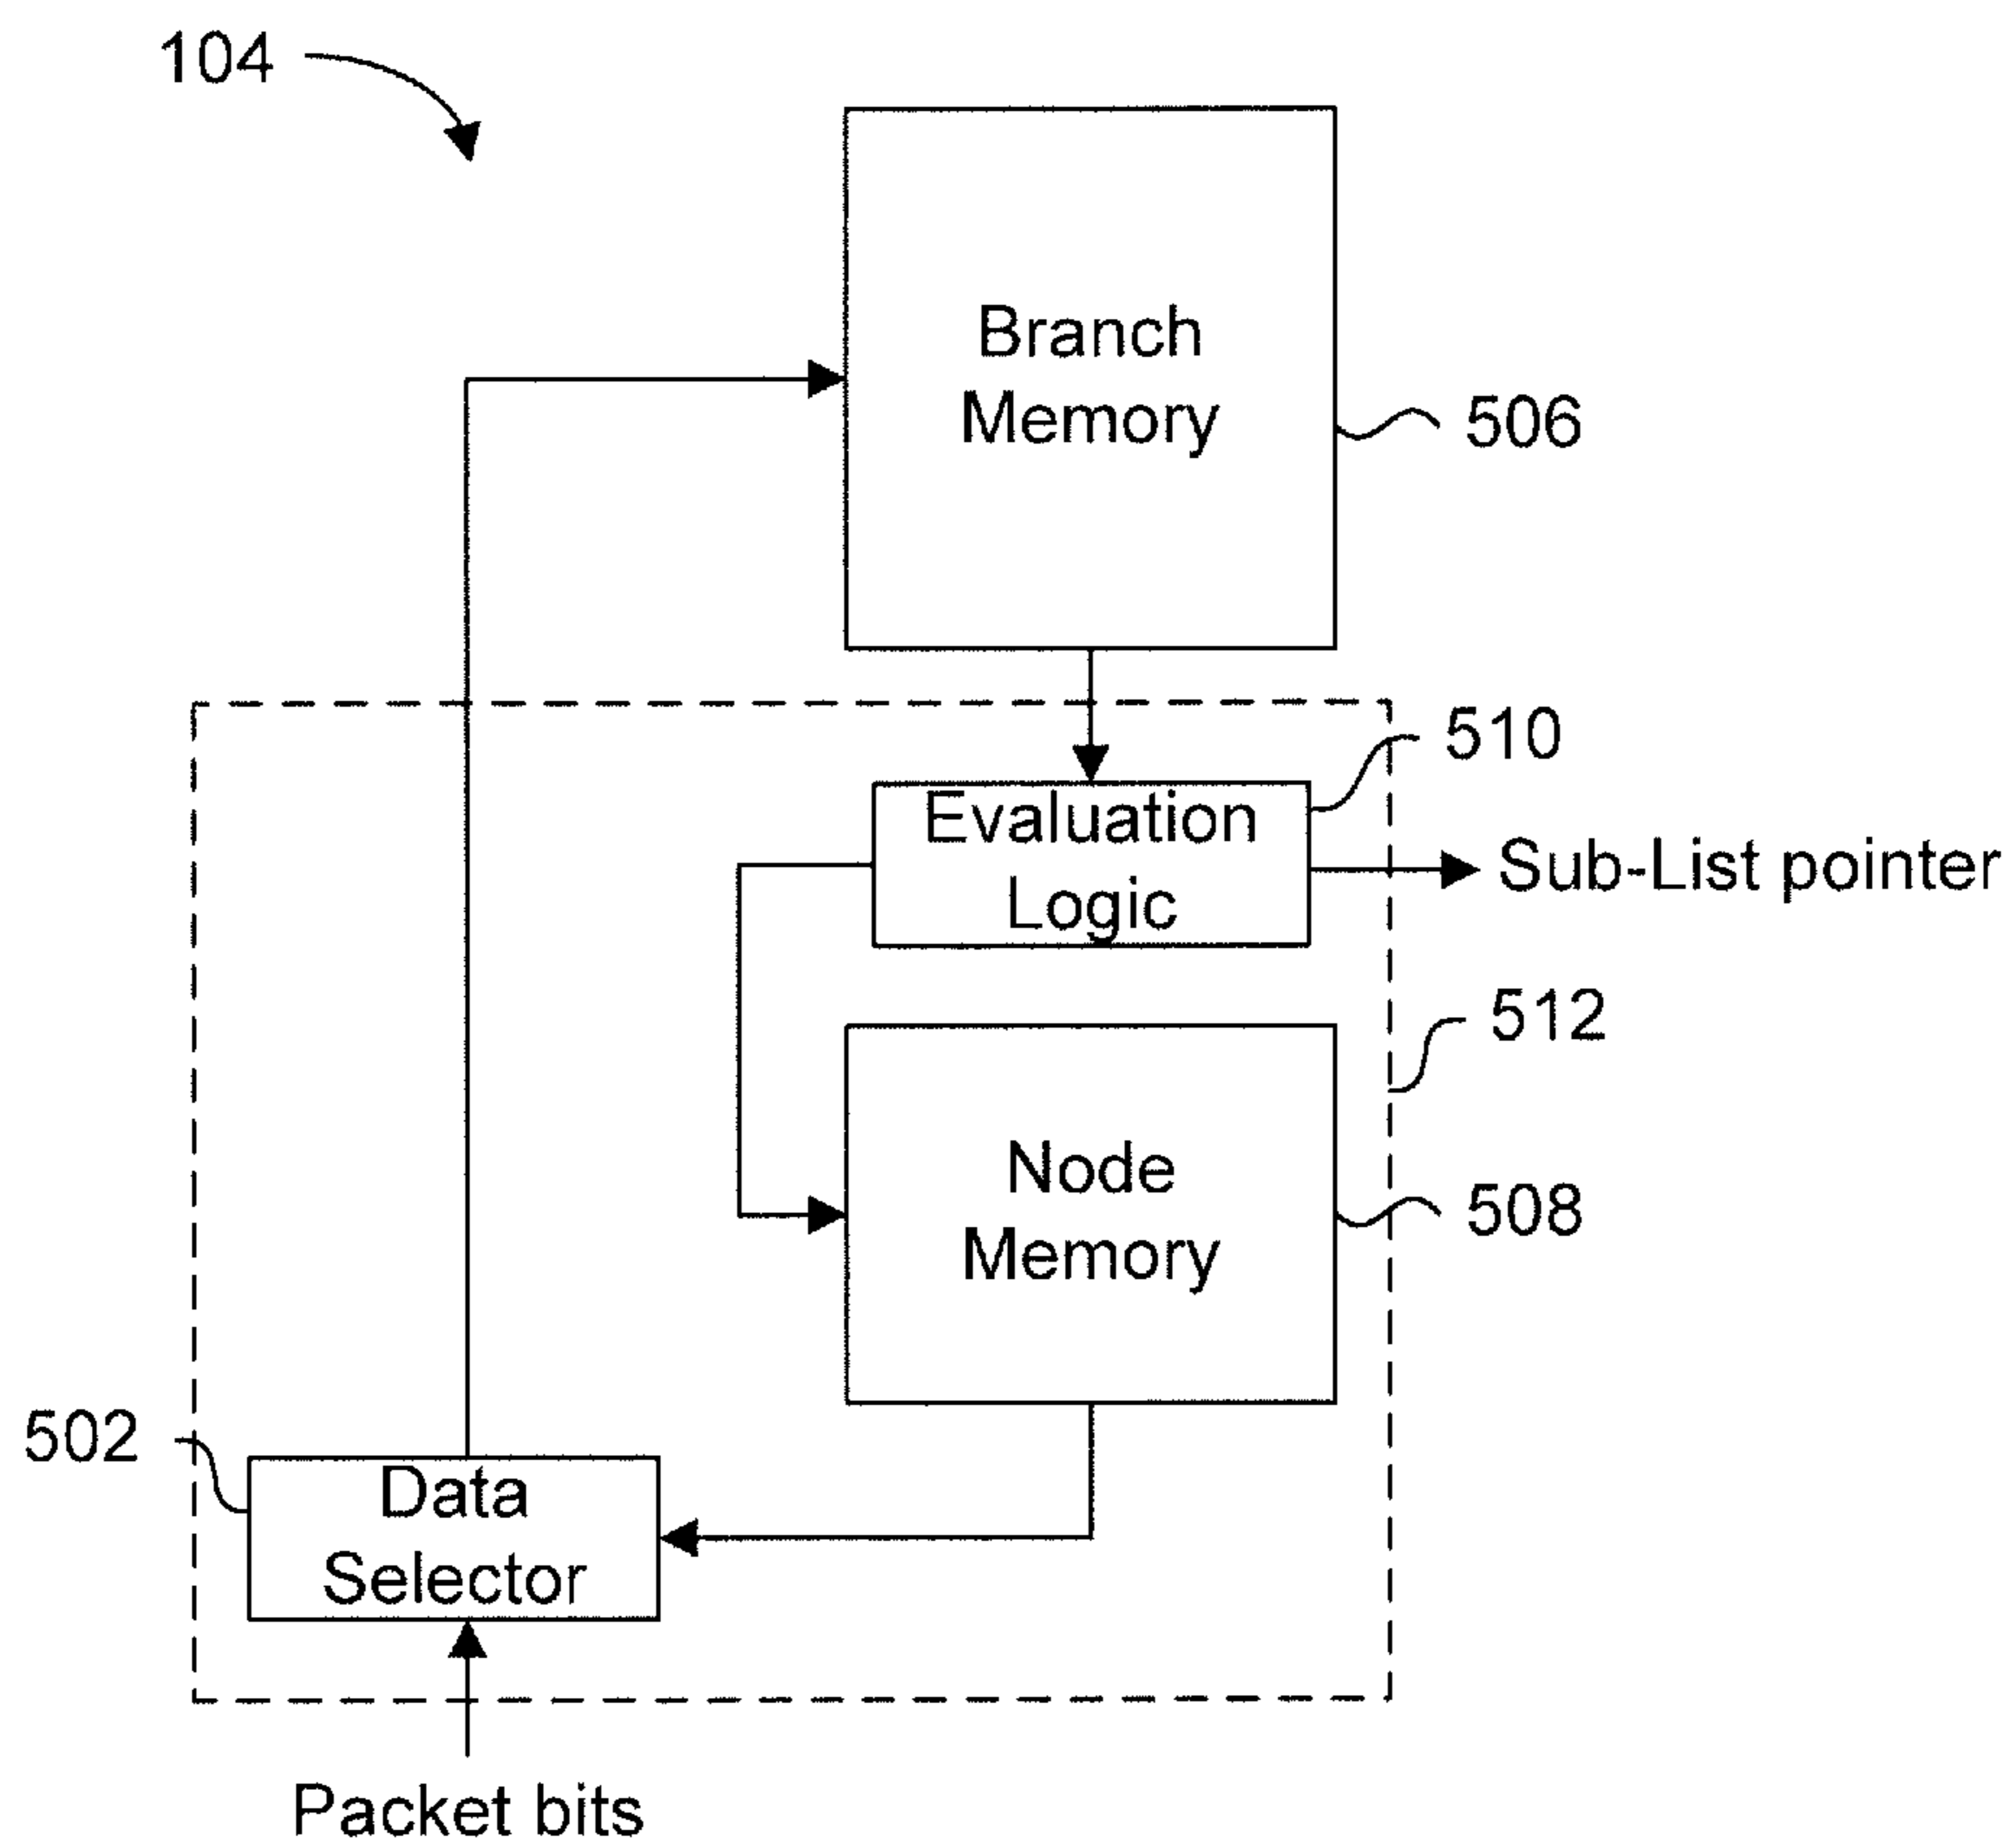 104
Branch
Memory
506
510
Evaluation
Logic
Sub-List pointer
512
Node
Memory
508
502
Data
Selector
Packet bits